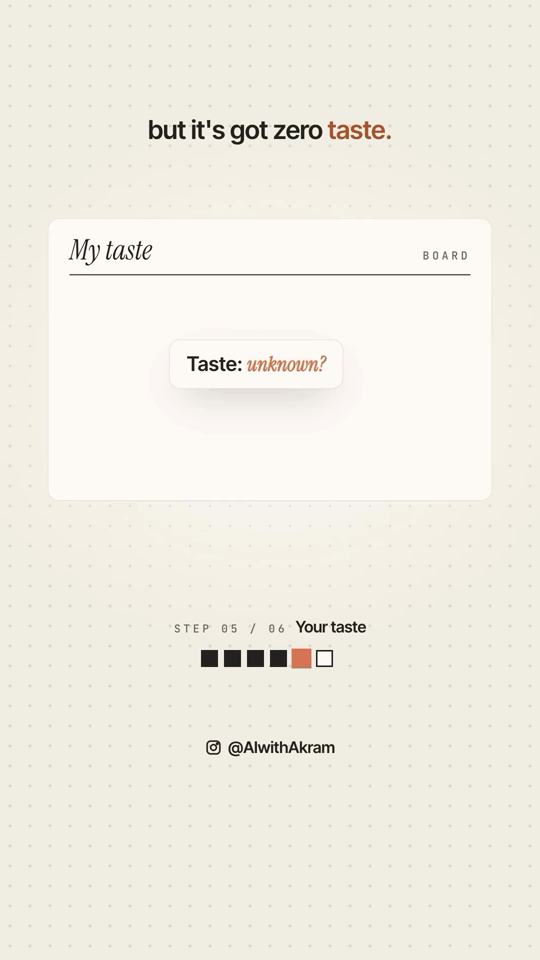 but it's got zero taste.
My taste
BOARD
Taste: unknown?
STEP 05 / 06 Your taste
@AIwithAkram